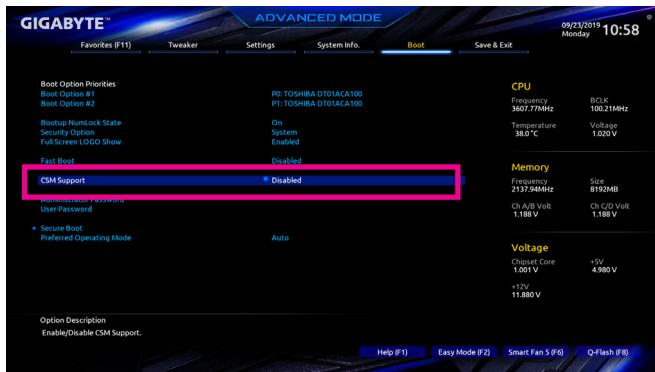 GIGABYTE™
ADVANCED MODE
09/23/2019 Monday 10:58
Favorites (F11) Tweaker Settings System Info. Boot Save & Exit
Boot Option Priorities
Boot Option #1 P0: TOSHIBA DT01ACA100
Boot Option #2 P1: TOSHIBA DT01ACA100
Bootup NumLock State On
Security Option System
Full Screen LOGO Show Enabled
Fast Boot Disabled
CSM Support Disabled
Administrator Password
User Password
Secure Boot
Preferred Operating Mode Auto
CPU
Frequency BCLK
3607.77MHz 100.21MHz
Temperature Voltage
38.0 °C 1.020 V
Memory
Frequency Size
2137.94MHz 8192MB
Ch A/B Volt Ch C/D Volt
1.188 V 1.188 V
Voltage
Chipset Core +5V
1.001 V 4.980 V
+12V
11.880 V
Option Description
Enable/Disable CSM Support.
Help (F1) Easy Mode (F2) Smart Fan 5 (F6) Q-Flash (F8)